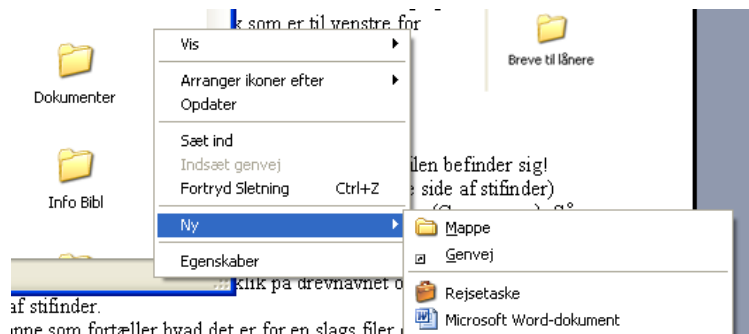 k som er til venstre for
Dokumenter
Info Bibl
Breve til lånere
Vis
Arranger ikoner efter
Opdater
Sæt ind
Indsæt genvej
Fortryd Sletning Ctrl+Z
Ny
Egenskaber
Mappe
Genvej
Rejsetaske
Microsoft Word-dokument
ilen befinder sig!
side af stifinder)
klik på drevnavnet o
af stifinder.
som fortæller hvad det er for en slags filer